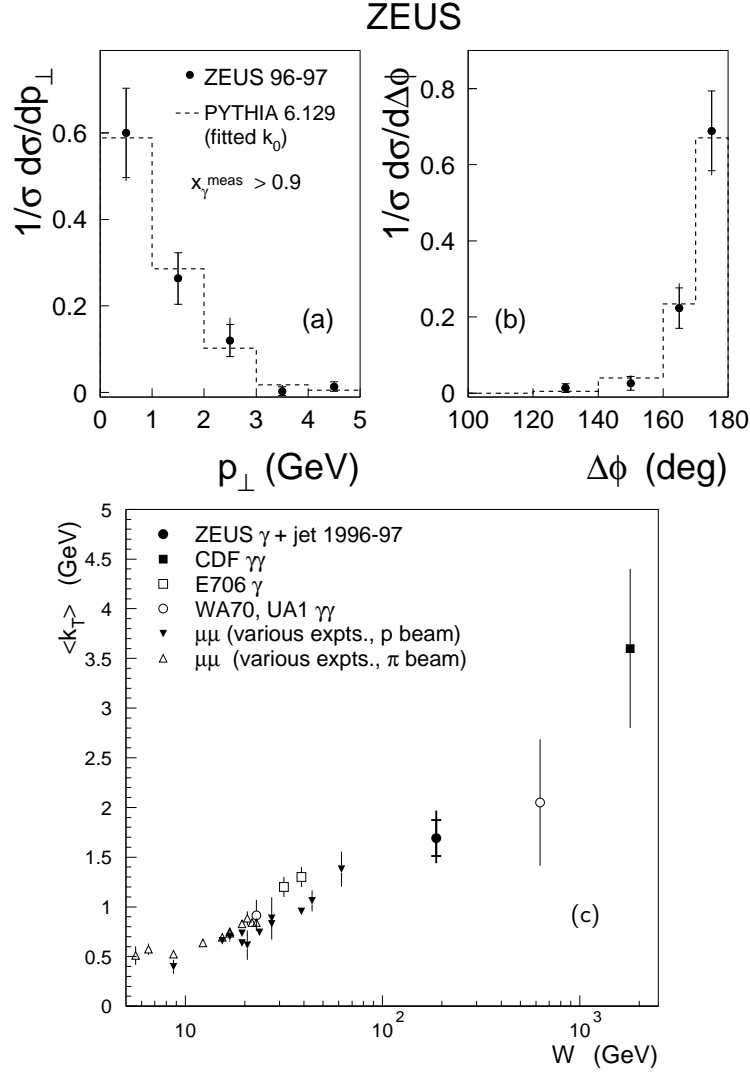 ZEUS
1/σ dσ/dp⊥
ZEUS 96-97
PYTHIA 6.129
(fitted k₀)
xγ^meas > 0.9
(a)
0.6
0.4
0.2
0
0 1 2 3 4 5
p⊥ (GeV)
1/σ dσ/dΔϕ
0.8
0.6
0.4
0.2
0
(b)
100 120 140 160 180
Δϕ (deg)
<k_T> (GeV)
5
4.5
4
3.5
3
2.5
2
1.5
1
0.5
0
ZEUS γ + jet 1996-97
CDF γγ
E706 γ
WA70, UA1 γγ
μμ (various expts., p beam)
μμ (various expts., π beam)
(c)
10 10² 10³
W (GeV)